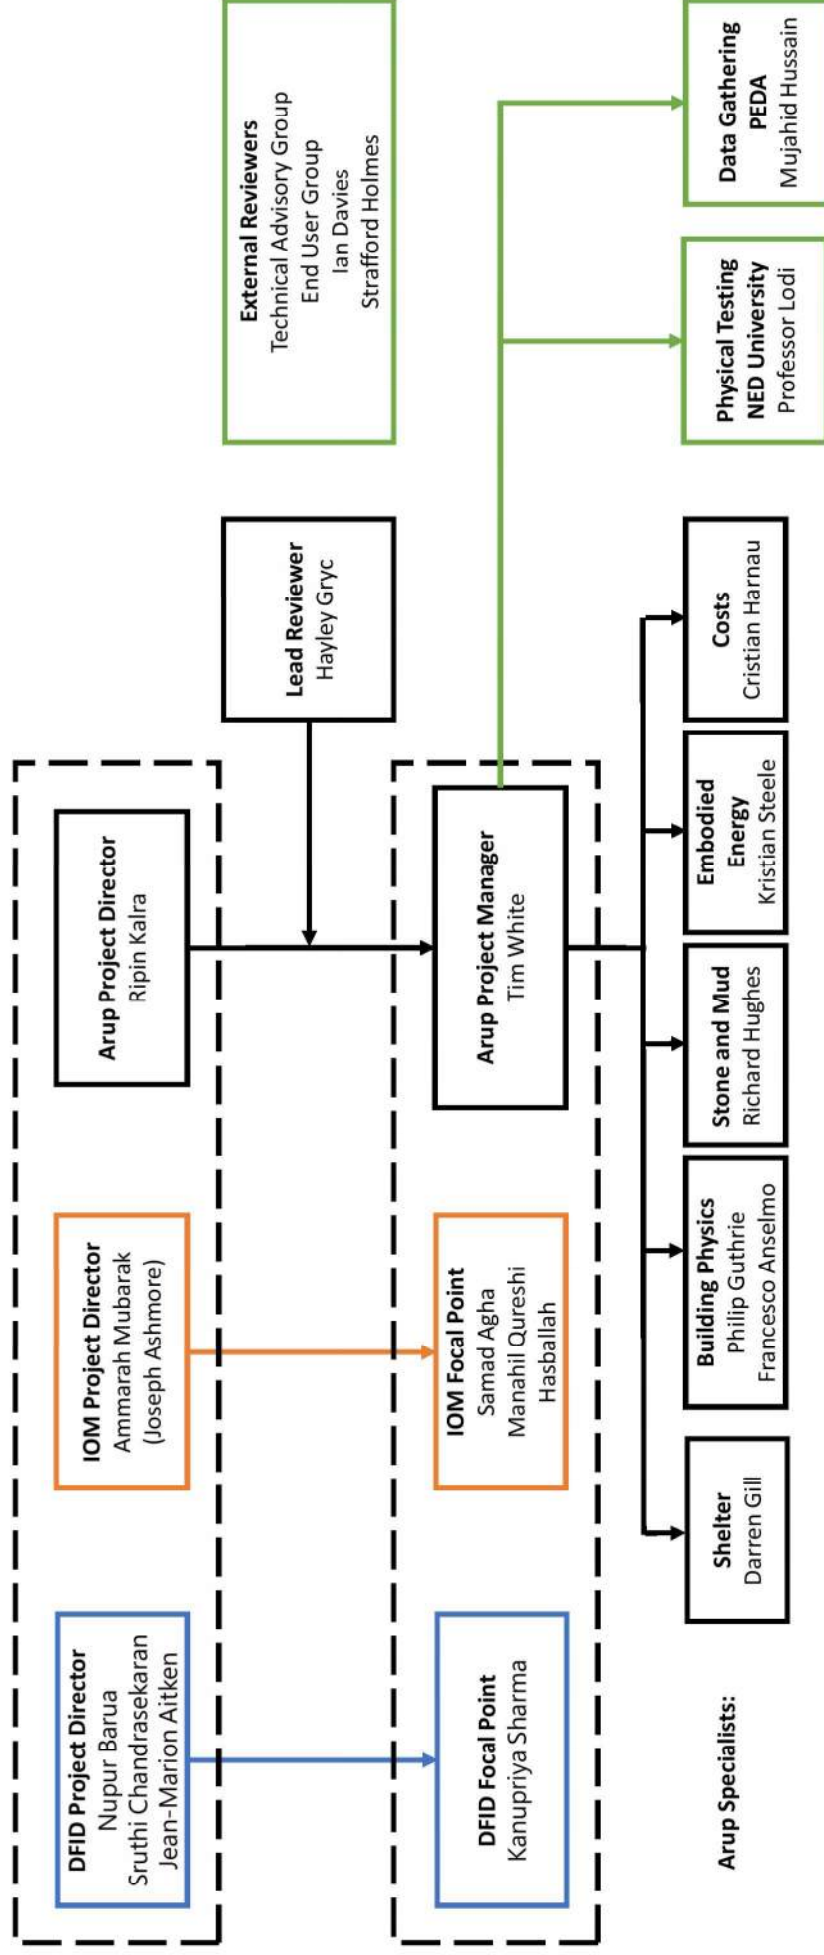 DFID Project Director
Nupur Barua
Sruthi Chandrasekaran
Jean-Marion Aitken
IOM Project Director
Ammarah Mubarak
(Joseph Ashmore)
Arup Project Director
Ripin Kalra
Lead Reviewer
Hayley Gryc
External Reviewers
Technical Advisory Group
End User Group
Ian Davies
Strafford Holmes
DFID Focal Point
Kanupriya Sharma
IOM Focal Point
Samad Agha
Manahil Qureshi
Hasballah
Arup Project Manager
Tim White
Arup Specialists:
Shelter
Darren Gill
Building Physics
Philip Guthrie
Francesco Anselmo
Stone and Mud
Richard Hughes
Embodied
Energy
Kristian Steele
Costs
Cristian Harnau
Physical Testing
NED University
Professor Lodi
Data Gathering
PEDA
Mujahid Hussain